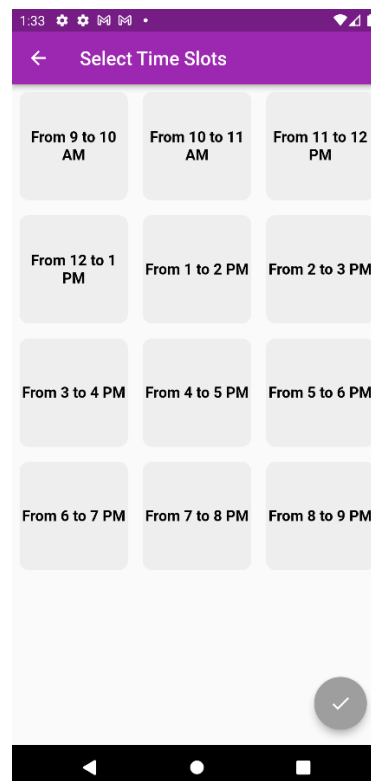 1:33
Select Time Slots
From 9 to 10
AM
From 10 to 11
AM
From 11 to 12
PM
From 12 to 1
PM
From 1 to 2 PM
From 2 to 3 PM
From 3 to 4 PM
From 4 to 5 PM
From 5 to 6 PM
From 6 to 7 PM
From 7 to 8 PM
From 8 to 9 PM